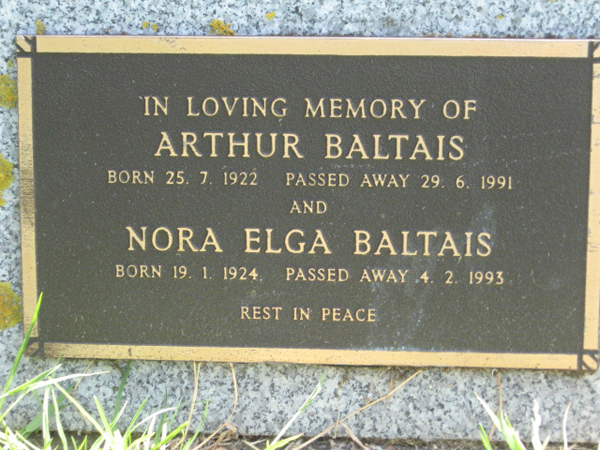 IN LOVING MEMORY OF
ARTHUR BALTAIS
BORN 25. 7. 1922 PASSED AWAY 29. 6. 1991
AND
NORA ELGA BALTAIS
BORN 19. 1. 1924. PASSED AWAY 4. 2. 1993
REST IN PEACE